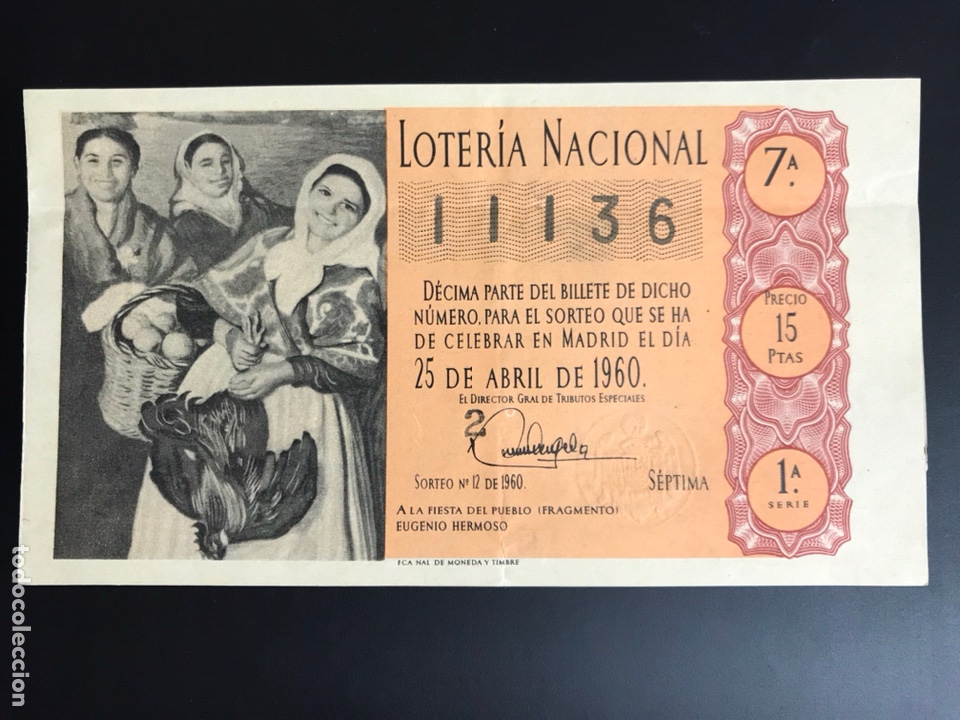 LOTERÍA NACIONAL
11136
DÉCIMA PARTE DEL BILLETE DE DICHO
NÚMERO, PARA EL SORTEO QUE SE HA
DE CELEBRAR EN MADRID EL DÍA
25 DE ABRIL DE 1960.
EL DIRECTOR GRAL DE TRIBUTOS ESPECIALES
2
SORTEO Nº 12 DE 1960.
SÉPTIMA
A LA FIESTA DEL PUEBLO (FRAGMENTO)
EUGENIO HERMOSO
FCA NAL DE MONEDA Y TIMBRE
7ª.
PRECIO
15
PTAS
1ª.
SERIE
todocoleccion